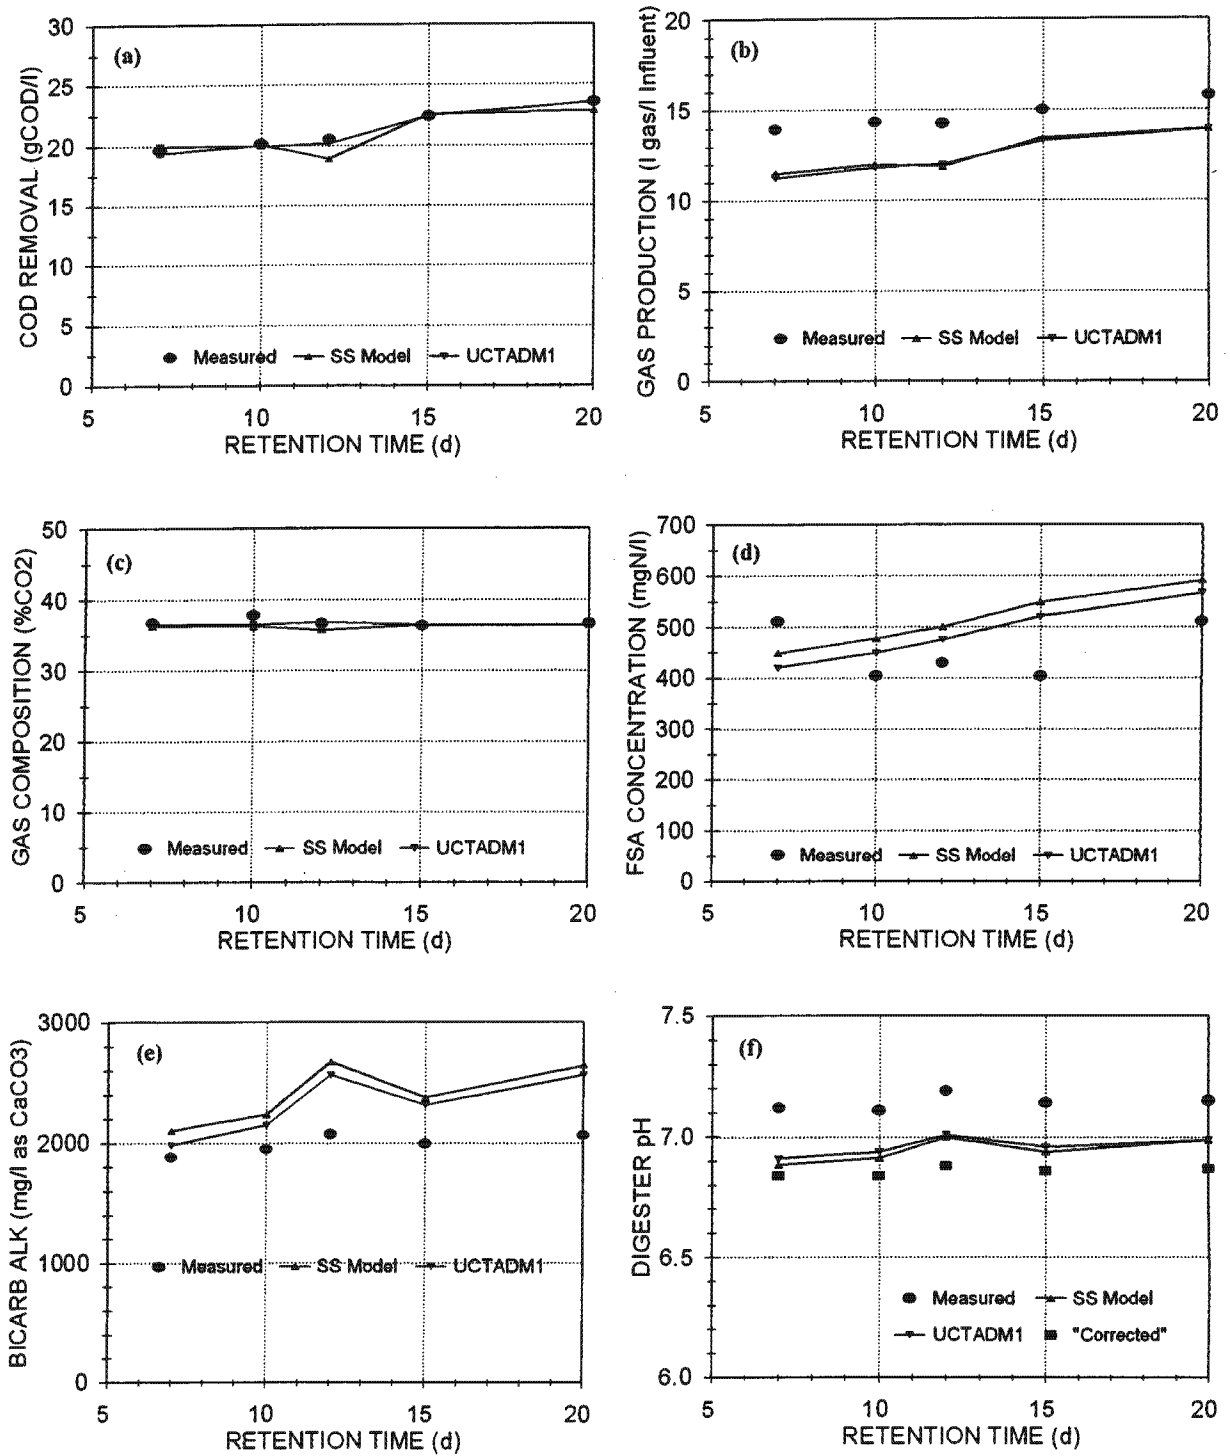 (a)
COD REMOVAL (gCOD/l)
30
25
20
15
10
5
0
Measured SS Model UCTADM1
5 10 15 20
RETENTION TIME (d)
(b)
GAS PRODUCTION (l gas/l Influent)
20
15
10
5
0
Measured SS Model UCTADM1
5 10 15 20
RETENTION TIME (d)
(c)
GAS COMPOSITION (%CO2)
50
40
30
20
10
0
Measured SS Model UCTADM1
5 10 15 20
RETENTION TIME (d)
(d)
FSA CONCENTRATION (mgN/l)
700
600
500
400
300
200
100
0
Measured SS Model UCTADM1
5 10 15 20
RETENTION TIME (d)
(e)
BICARB ALK (mg/l as CaCO3)
3000
2000
1000
0
Measured SS Model UCTADM1
5 10 15 20
RETENTION TIME (d)
(f)
DIGESTER pH
7.5
7.0
6.5
6.0
Measured SS Model
UCTADM1 "Corrected"
5 10 15 20
RETENTION TIME (d)